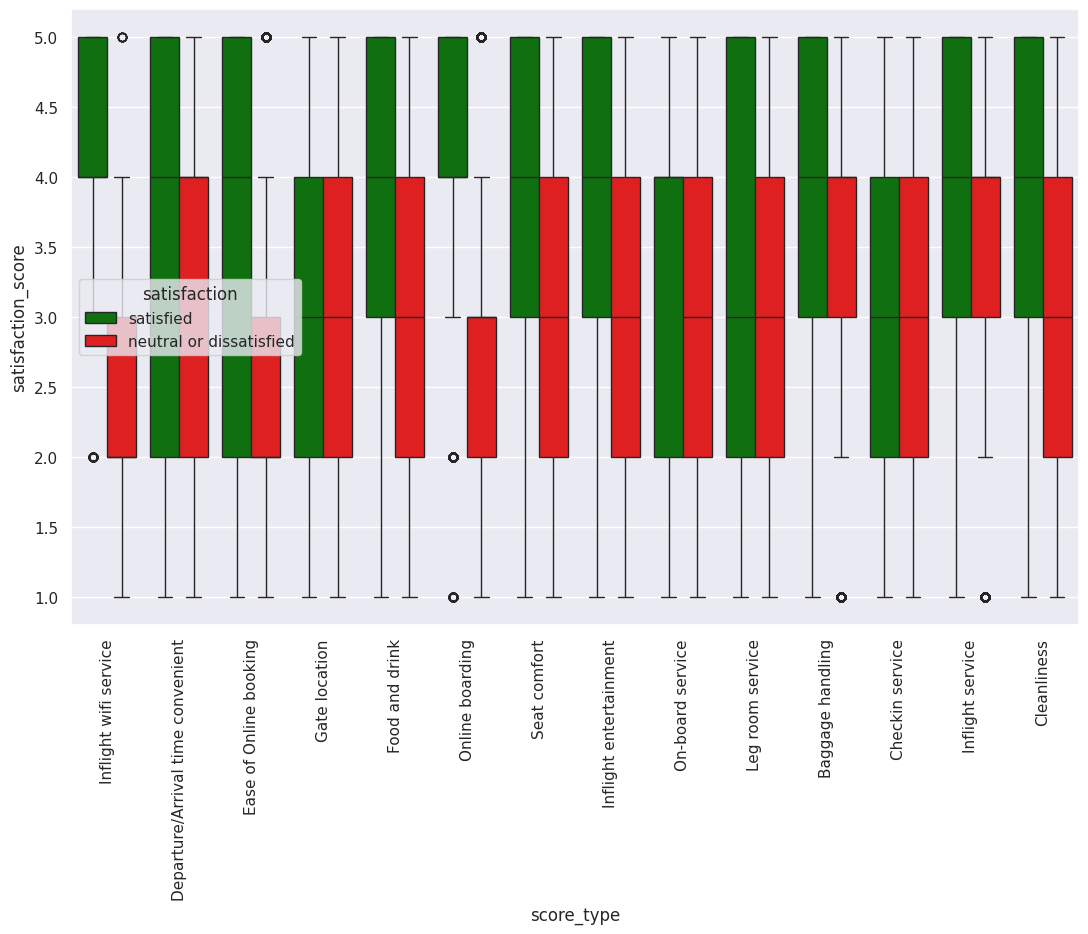 5.0
4.5
4.0
3.5
3.0
2.5
2.0
1.5
1.0
satisfaction_score
satisfaction
satisfied
neutral or dissatisfied
Inflight wifi service
Departure/Arrival time convenient
Ease of Online booking
Gate location
Food and drink
Online boarding
Seat comfort
Inflight entertainment
On-board service
Leg room service
Baggage handling
Checkin service
Inflight service
Cleanliness
score_type